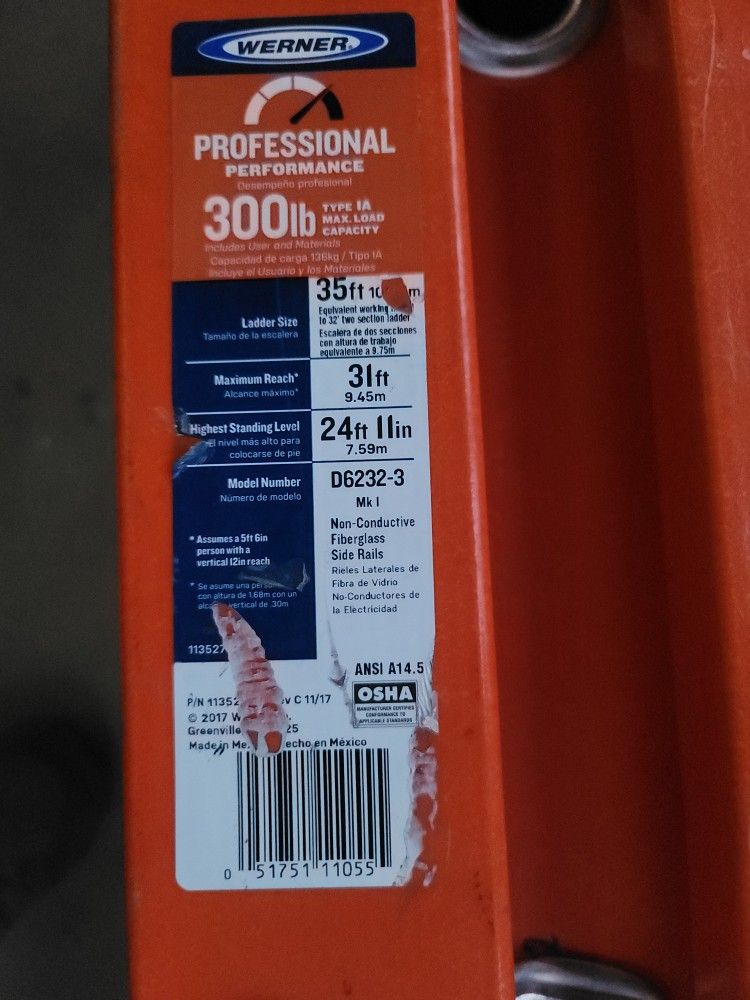 WERNER
PROFESSIONAL
PERFORMANCE
Desempeño profesional
300lb TYPE IA
MAX. LOAD
CAPACITY
Includes User and Materials
Capacidad de carga 136kg / Tipo IA
Incluye el Usuario y los Materiales
Ladder Size
Tamaño de la escalera
35ft
Equivalent working
to 32' two section ladder
Escalera de dos secciones
con altura de trabajo
equivalente a 9.75m
Maximum Reach*
Alcance máximo*
31ft
9.45m
Highest Standing Level
El nivel más alto para
colocarse de pie
24ft 11in
7.59m
Model Number
Número de modelo
D6232-3
Mk I
* Assumes a 5ft 6in
person with a
vertical 12in reach
* Se asume una
con altura de 1.68m con un
vertical de .30m
Non-Conductive
Fiberglass
Side Rails
Rieles Laterales de
Fibra de Vidrio
No-Conductores de
la Electricidad
ANSI A14.5
OSHA
MANUFACTURER CERTIFIES
CONFORMANCE TO
APPLICABLE STANDARDS
P/N C 11/17
© 2017
Greenville
Made in en México
0 51751 11055